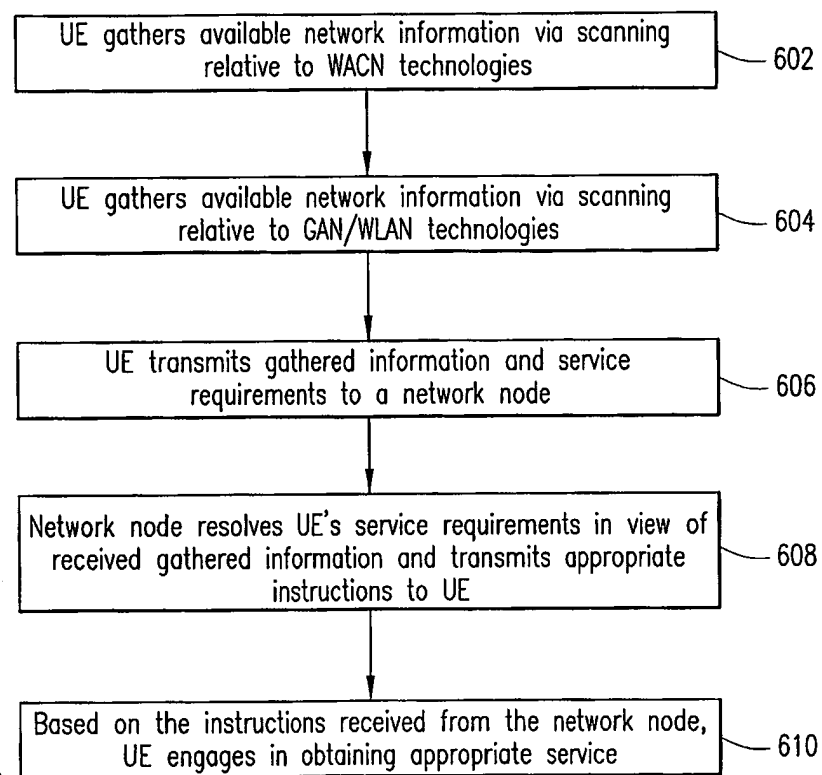 UE gathers available network information via scanning
relative to WACN technologies
602
UE gathers available network information via scanning
relative to GAN/WLAN technologies
604
UE transmits gathered information and service
requirements to a network node
606
Network node resolves UE's service requirements in view of
received gathered information and transmits appropriate
instructions to UE
608
Based on the instructions received from the network node,
UE engages in obtaining appropriate service
610